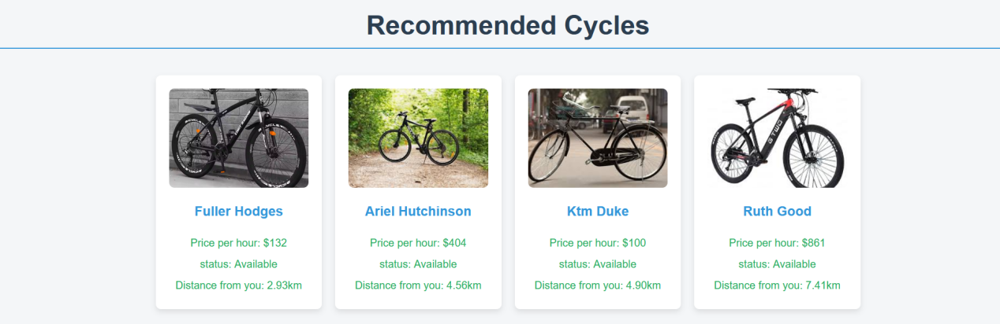 Recommended Cycles
Fuller Hodges
Price per hour: $132
status: Available
Distance from you: 2.93km
Ariel Hutchinson
Price per hour: $404
status: Available
Distance from you: 4.56km
Ktm Duke
Price per hour: $100
status: Available
Distance from you: 4.90km
GTWO
Ruth Good
Price per hour: $861
status: Available
Distance from you: 7.41km